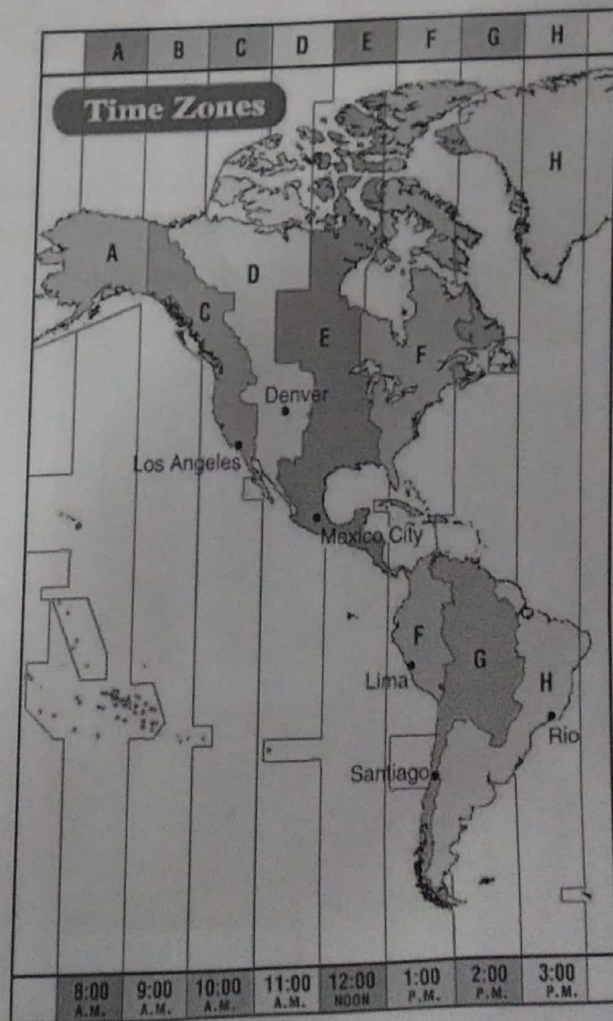 A B C D E F G H
Time Zones
H
A
D
C
E
F
Denver
Los Angeles
Mexico City
F
G
Lima
H
Rio
Santiago
8:00 9:00 10:00 11:00 12:00 1:00 2:00 3:00
A.M. A.M. A.M. A.M. NOON P.M. P.M. P.M.